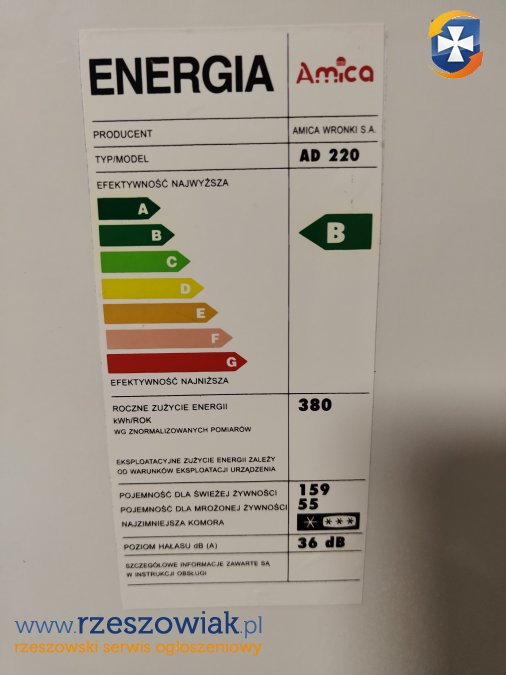 ENERGIA Amica
PRODUCENT AMICA WRONKI S.A.
TYP/MODEL AD 220
EFEKTYWNOŚĆ NAJWYŻSZA
A
B B
C
D
E
F
G
EFEKTYWNOŚĆ NAJNIŻSZA
ROCZNE ZUŻYCIE ENERGII 380
kWh/ROK
WG ZNORMALIZOWANYCH POMIARÓW
EKSPLOATACYJNE ZUŻYCIE ENERGII ZALEŻY
OD WARUNKÓW EKSPLOATACJI URZĄDZENIA
POJEMNOŚĆ DLA ŚWIEŻEJ ŻYWNOŚCI 159
POJEMNOŚĆ DLA MROŻONEJ ŻYWNOŚCI 55
NAJZIMNIEJSZA KOMORA
POZIOM HAŁASU dB (A) 36 dB
SZCZEGÓŁOWE INFORMACJE ZAWARTE SĄ
W INSTRUKCJI OBSŁUGI
www.rzeszowiak.pl
rzeszowski serwis ogłoszeniowy